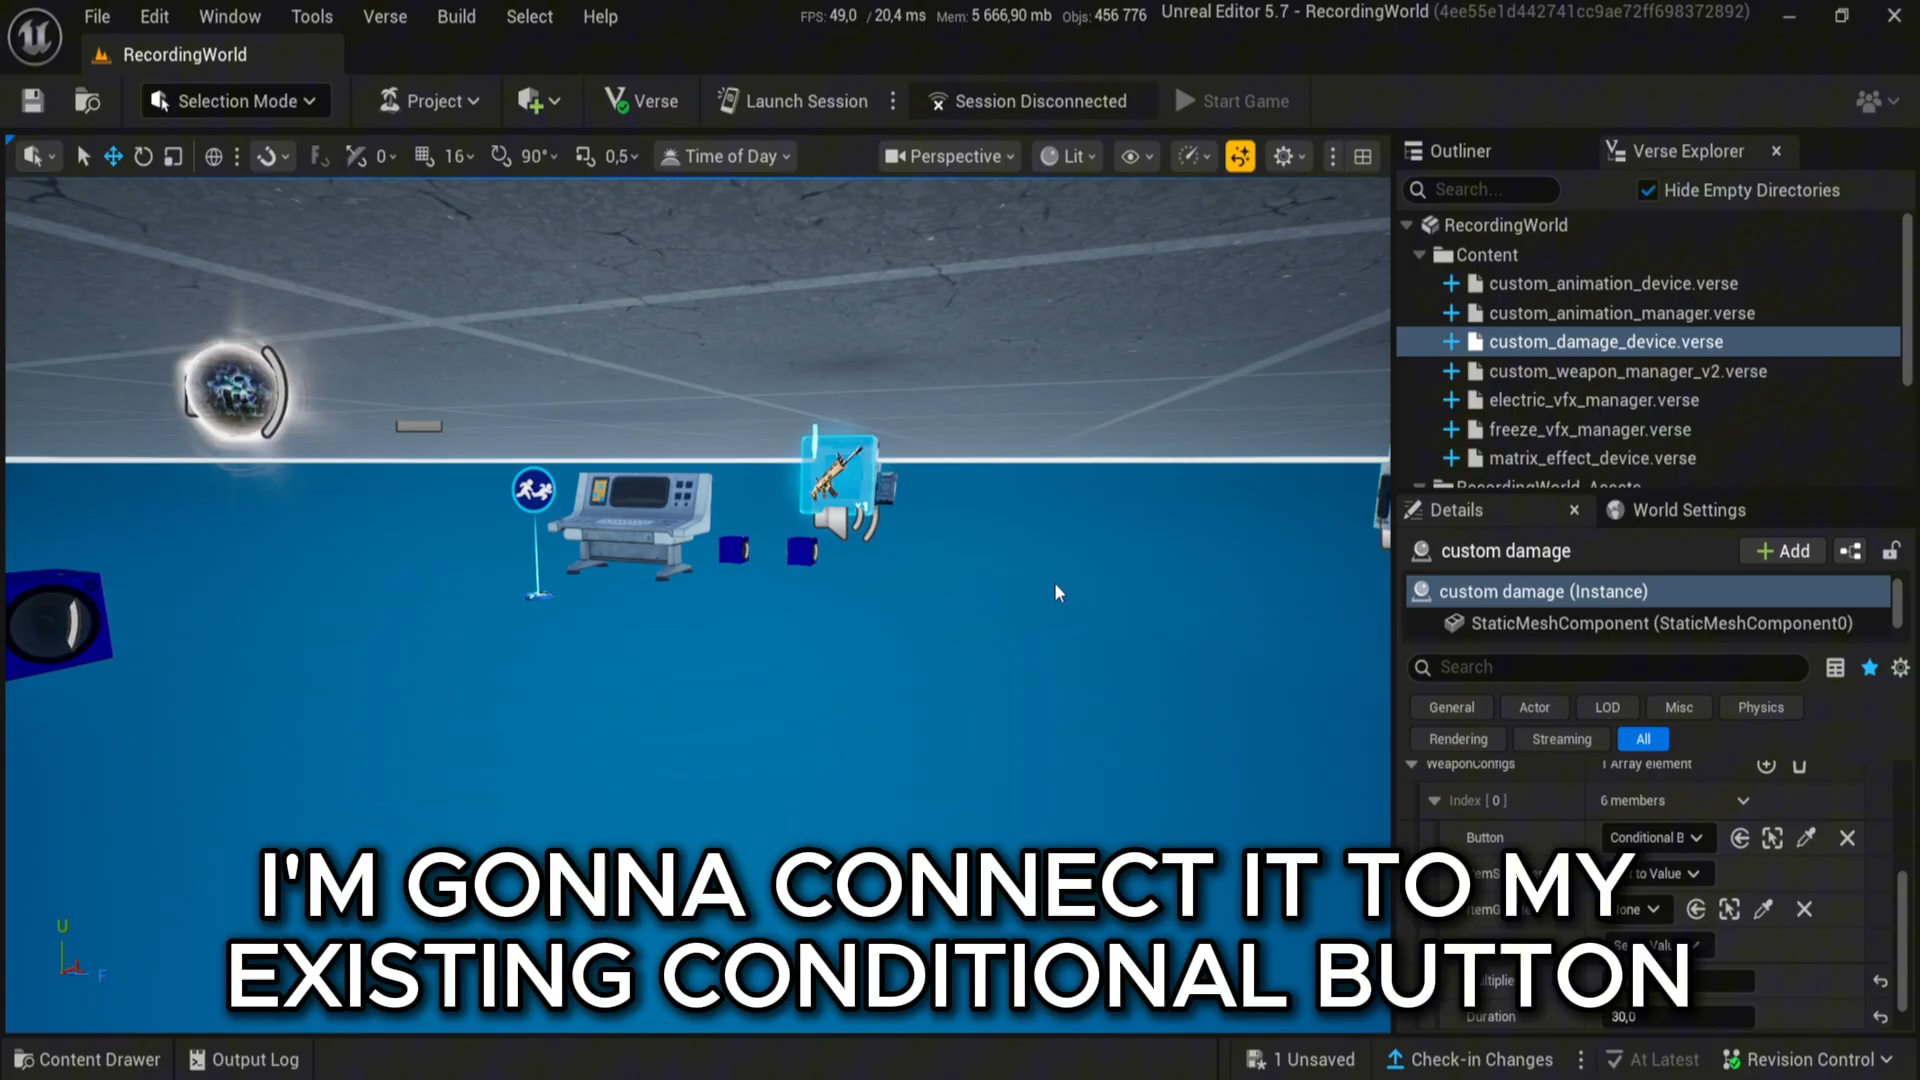 File Edit Window Tools Verse Build Select Help
FPS: 49,0 / 20,4 ms Mem: 5 666,90 mb Objs: 456 776
Unreal Editor 5.7 - RecordingWorld (4ee55e1d442741cc9ae72ff698372892)
RecordingWorld
Selection Mode Project Verse Launch Session Session Disconnected Start Game
0 16 90° 0,5 Time of Day Perspective Lit
Outliner Verse Explorer
Search... Hide Empty Directories
RecordingWorld
Content
custom_animation_device.verse
custom_animation_manager.verse
custom_damage_device.verse
custom_weapon_manager_v2.verse
electric_vfx_manager.verse
freeze_vfx_manager.verse
matrix_effect_device.verse
RecordingWorld Assets
Details World Settings
custom damage Add
custom damage (Instance)
StaticMeshComponent (StaticMeshComponent0)
Search
General Actor LOD Misc Physics
Rendering Streaming All
WeaponConfigs 1 Array element
Index [ 0 ] 6 members
Button Conditional B
to Value
Duration 30,0
I'M GONNA CONNECT IT TO MY
EXISTING CONDITIONAL BUTTON
U
F
Content Drawer Output Log 1 Unsaved Check-in Changes At Latest Revision Control